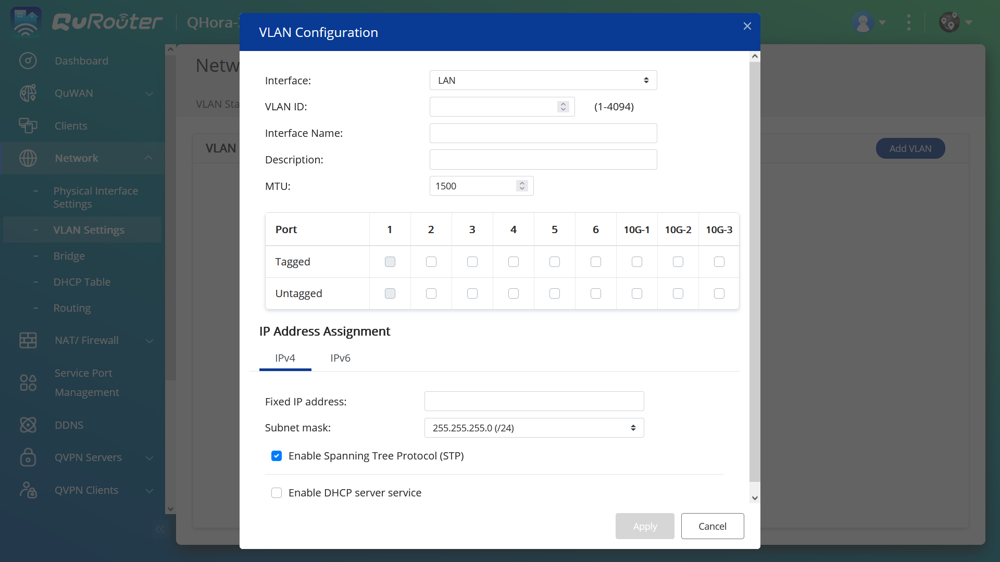 QuRouter
QHora-
Dashboard
QuWAN
Clients
Network
Physical Interface
Settings
VLAN Settings
Bridge
DHCP Table
Routing
NAT/ Firewall
Service Port
Management
DDNS
QVPN Servers
QVPN Clients
Netw
VLAN Sta
VLAN
Add VLAN
VLAN Configuration
Interface: LAN
VLAN ID: (1-4094)
Interface Name:
Description:
MTU: 1500
Port 1 2 3 4 5 6 10G-1 10G-2 10G-3
Tagged
Untagged
IP Address Assignment
IPv4 IPv6
Fixed IP address:
Subnet mask: 255.255.255.0 (/24)
Enable Spanning Tree Protocol (STP)
Enable DHCP server service
Apply Cancel